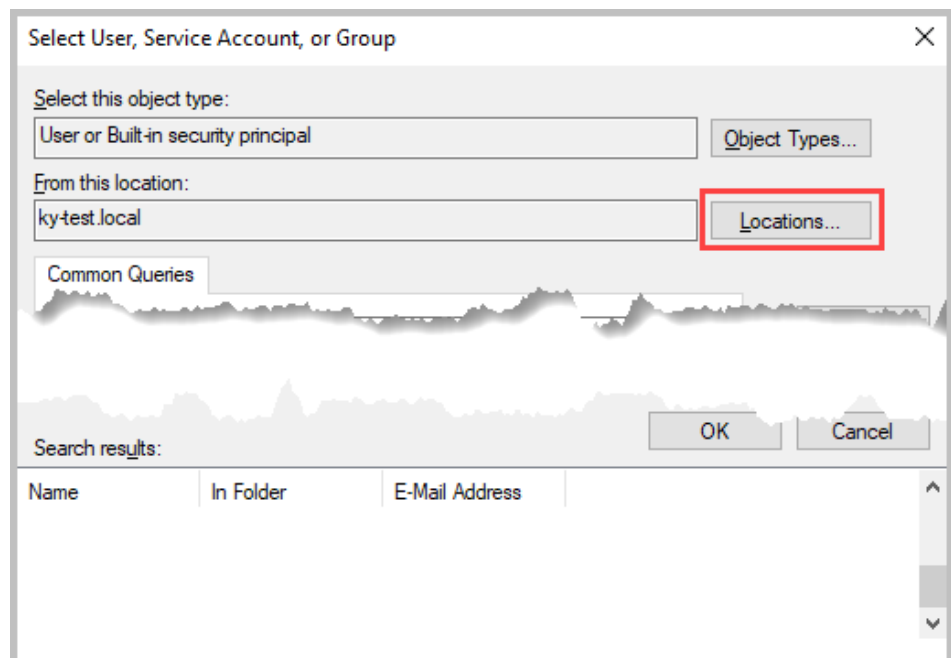 Select User, Service Account, or Group
Select this object type:
User or Built-in security principal
Object Types...
From this location:
ky-test.local
Locations...
Common Queries
OK
Cancel
Search results:
Name
In Folder
E-Mail Address